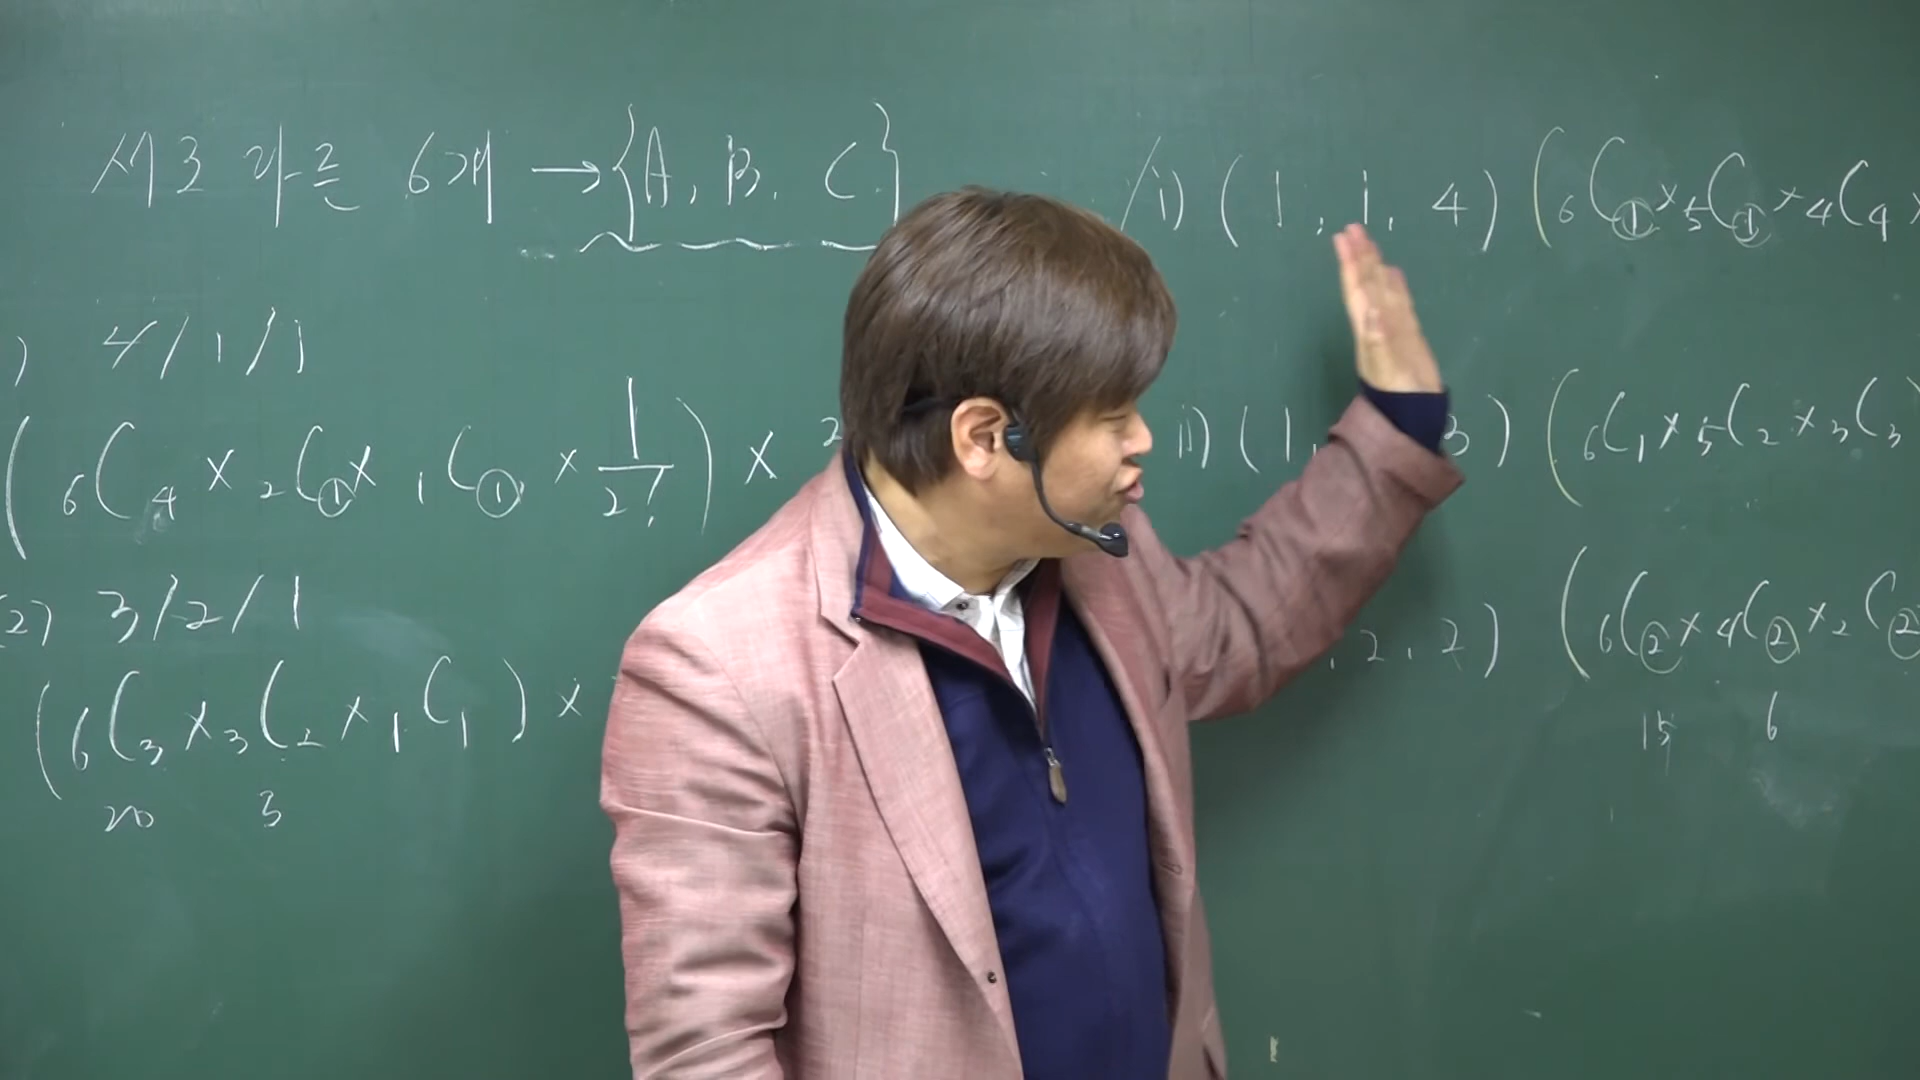 서로 다른 6개 → {A, B, C}
) 4/1/1
(₆C₄ × ₂C① × ₁C① × 1/2!) × 2
(2) 3/2/1
(₆C₃ × ₃C₂ × ₁C₁) ×
20 3
i) (1, 1, 4) (₆C① × ₅C① × ₄C₄ ×
ii) (1, 3) (₆C₁ × ₅C₂ × ₃C₃)
, 2, 2) (₆C② × ₄C② × ₂C②
15 6